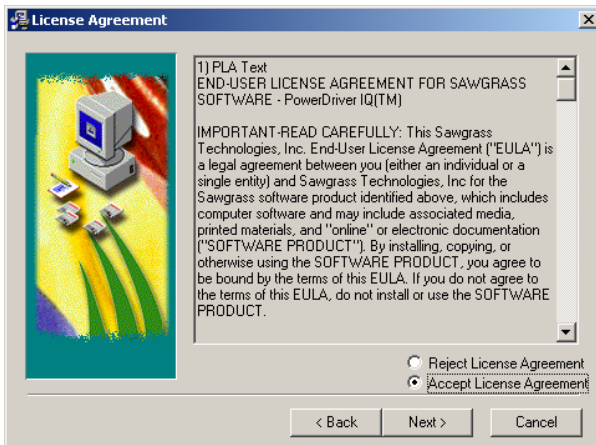 License Agreement
1) PLA Text
END-USER LICENSE AGREEMENT FOR SAWGRASS
SOFTWARE - PowerDriver IQ(TM)
IMPORTANT-READ CAREFULLY: This Sawgrass
Technologies, Inc. End-User License Agreement ("EULA") is
a legal agreement between you (either an individual or a
single entity) and Sawgrass Technologies, Inc for the
Sawgrass software product identified above, which includes
computer software and may include associated media,
printed materials, and "online" or electronic documentation
("SOFTWARE PRODUCT"). By installing, copying, or
otherwise using the SOFTWARE PRODUCT, you agree to
be bound by the terms of this EULA. If you do not agree to
the terms of this EULA, do not install or use the SOFTWARE
PRODUCT.
Reject License Agreement
Accept License Agreement
< Back
Next >
Cancel